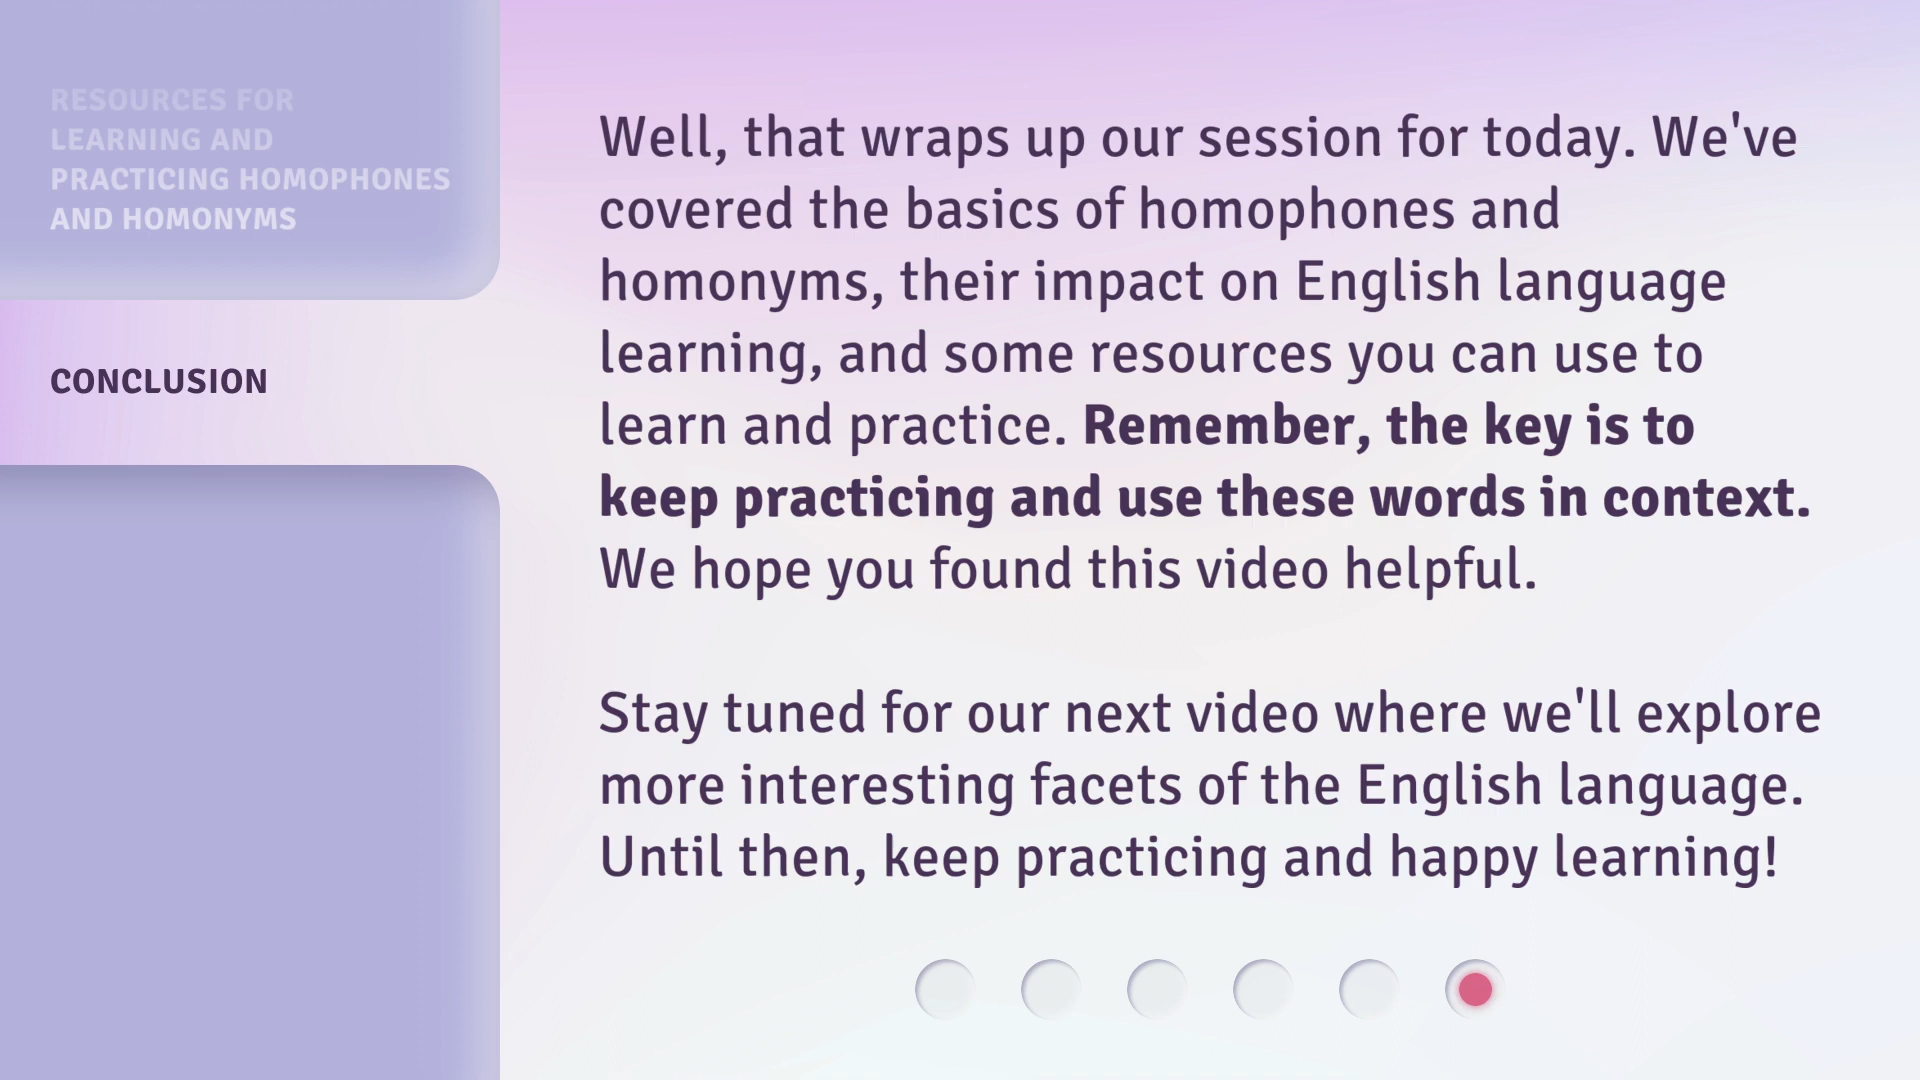 RESOURCES FOR
LEARNING AND
PRACTICING HOMOPHONES
AND HOMONYMS
CONCLUSION
Well, that wraps up our session for today. We've
covered the basics of homophones and
homonyms, their impact on English language
learning, and some resources you can use to
learn and practice. Remember, the key is to
keep practicing and use these words in context.
We hope you found this video helpful.
Stay tuned for our next video where we'll explore
more interesting facets of the English language.
Until then, keep practicing and happy learning!